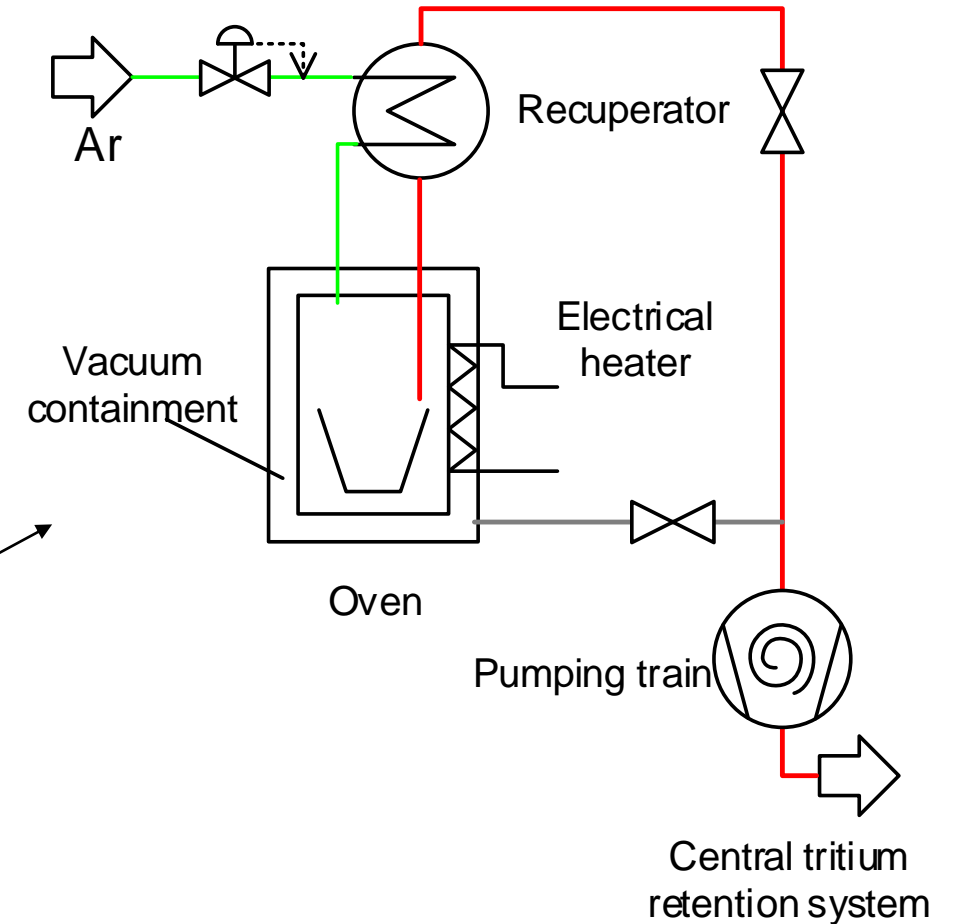 Ar
Recuperator
Electrical
heater
Vacuum
containment
Oven
Pumping train
Central tritium
retention system